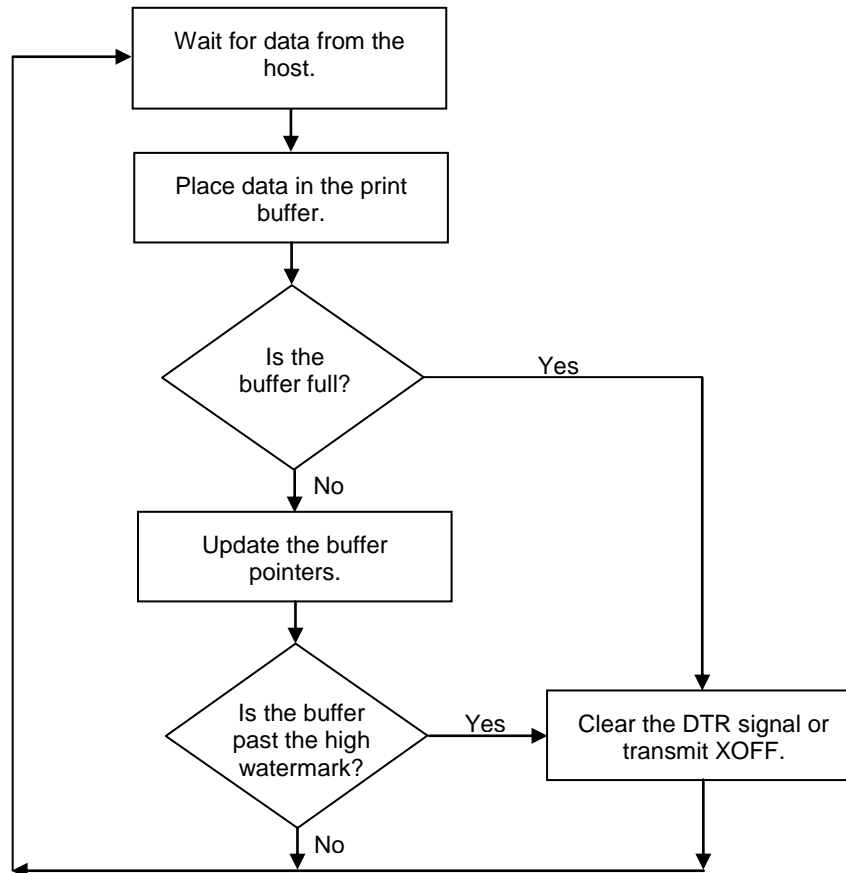 Wait for data from the
host.
Place data in the print
buffer.
Is the
buffer full?
Yes
No
Update the buffer
pointers.
Is the buffer
past the high
watermark?
Yes
Clear the DTR signal or
transmit XOFF.
No